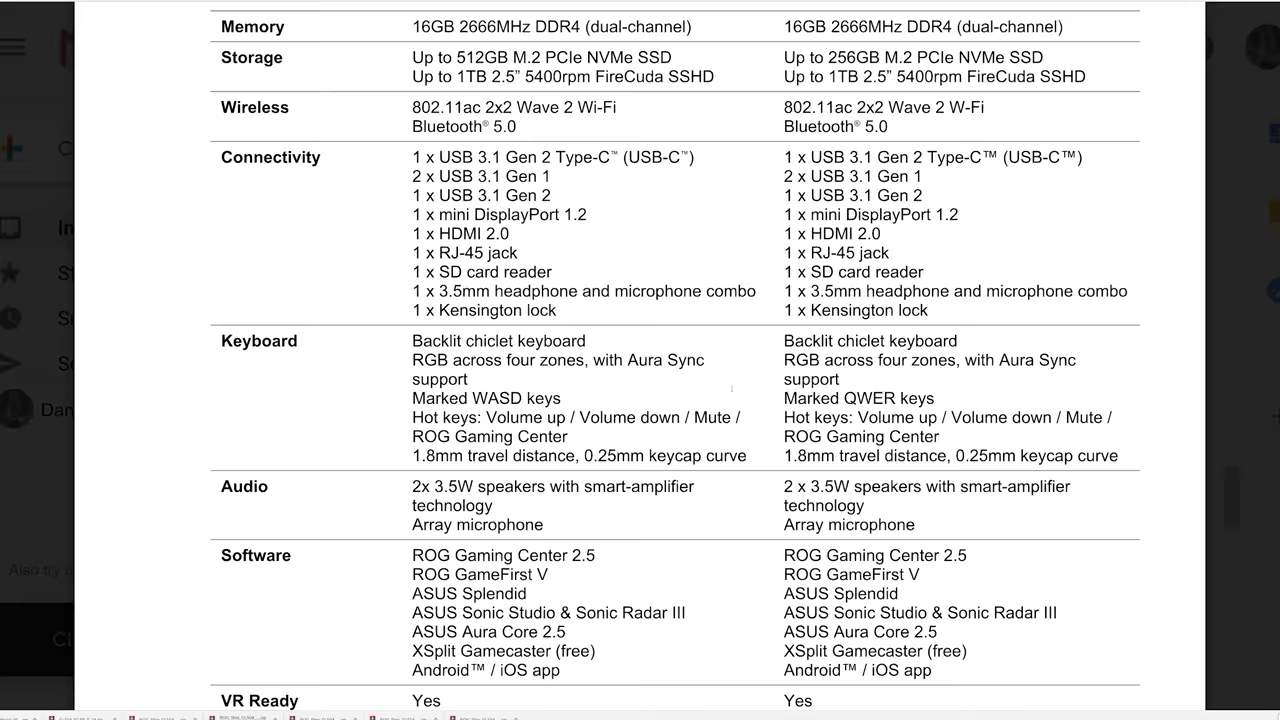 Memory 16GB 2666MHz DDR4 (dual-channel) 16GB 2666MHz DDR4 (dual-channel)
Storage Up to 512GB M.2 PCIe NVMe SSD Up to 256GB M.2 PCIe NVMe SSD
Up to 1TB 2.5” 5400rpm FireCuda SSHD Up to 1TB 2.5” 5400rpm FireCuda SSHD
Wireless 802.11ac 2x2 Wave 2 Wi-Fi 802.11ac 2x2 Wave 2 W-Fi
Bluetooth® 5.0 Bluetooth® 5.0
Connectivity 1 x USB 3.1 Gen 2 Type-C™ (USB-C™) 1 x USB 3.1 Gen 2 Type-C™ (USB-C™)
2 x USB 3.1 Gen 1 2 x USB 3.1 Gen 1
1 x USB 3.1 Gen 2 1 x USB 3.1 Gen 2
1 x mini DisplayPort 1.2 1 x mini DisplayPort 1.2
1 x HDMI 2.0 1 x HDMI 2.0
1 x RJ-45 jack 1 x RJ-45 jack
1 x SD card reader 1 x SD card reader
1 x 3.5mm headphone and microphone combo 1 x 3.5mm headphone and microphone combo
1 x Kensington lock 1 x Kensington lock
Keyboard Backlit chiclet keyboard Backlit chiclet keyboard
RGB across four zones, with Aura Sync RGB across four zones, with Aura Sync
support support
Marked WASD keys Marked QWER keys
Hot keys: Volume up / Volume down / Mute / Hot keys: Volume up / Volume down / Mute /
ROG Gaming Center ROG Gaming Center
1.8mm travel distance, 0.25mm keycap curve 1.8mm travel distance, 0.25mm keycap curve
Audio 2x 3.5W speakers with smart-amplifier 2 x 3.5W speakers with smart-amplifier
technology technology
Array microphone Array microphone
Software ROG Gaming Center 2.5 ROG Gaming Center 2.5
ROG GameFirst V ROG GameFirst V
ASUS Splendid ASUS Splendid
ASUS Sonic Studio & Sonic Radar III ASUS Sonic Studio & Sonic Radar III
ASUS Aura Core 2.5 ASUS Aura Core 2.5
XSplit Gamecaster (free) XSplit Gamecaster (free)
Android™ / iOS app Android™ / iOS app
VR Ready Yes Yes
Dan
Also try